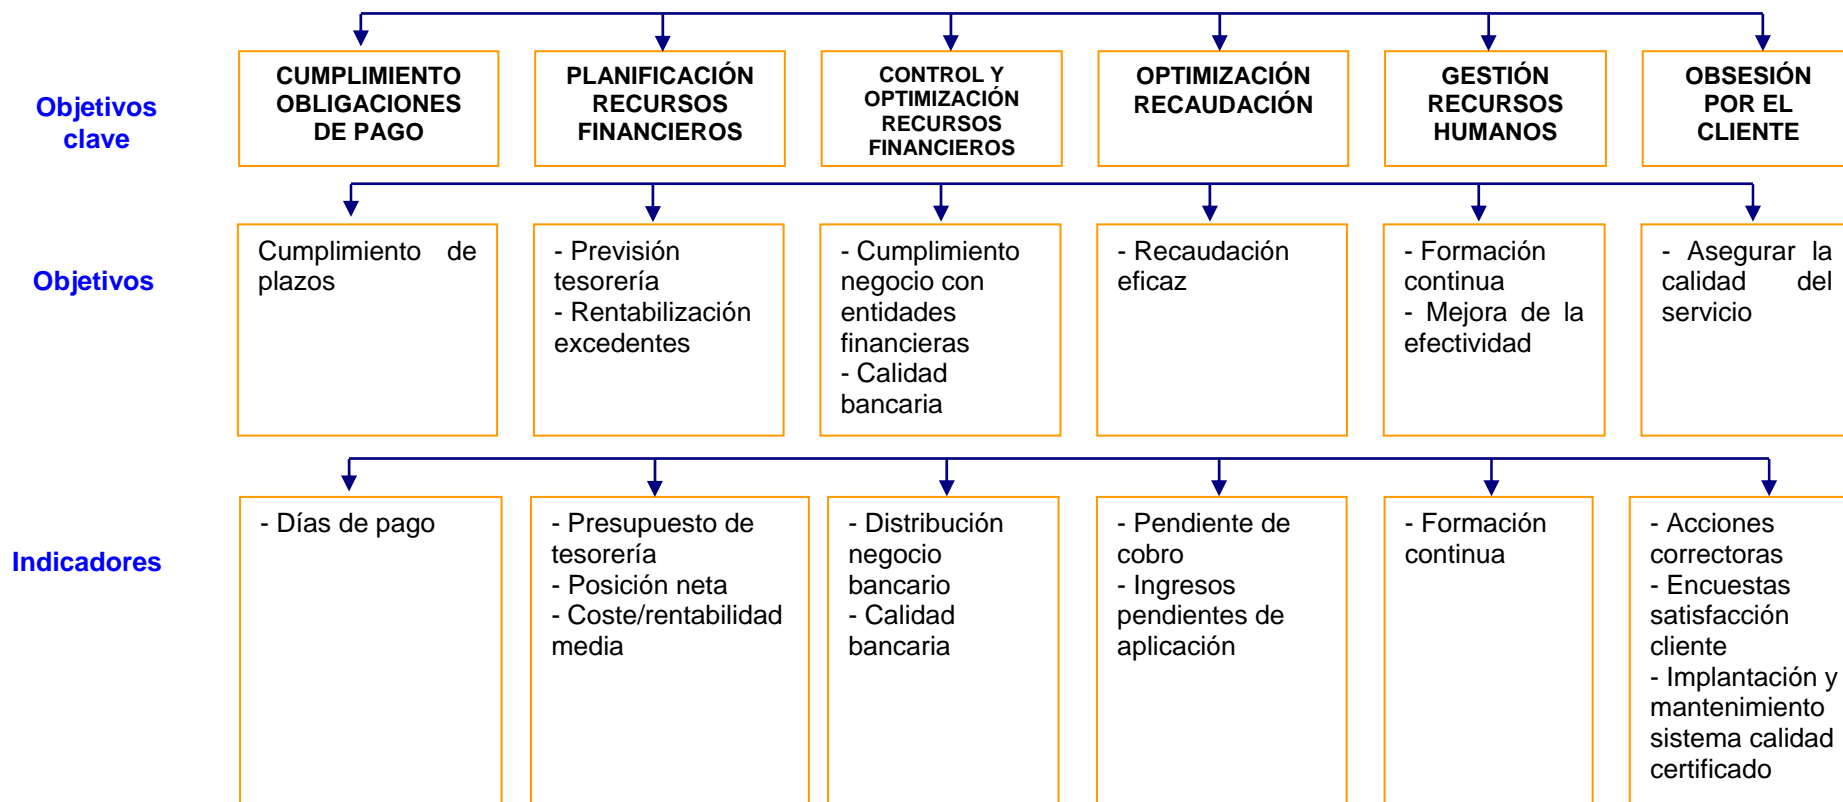 Objetivos
clave
CUMPLIMIENTO
OBLIGACIONES
DE PAGO
PLANIFICACIÓN
RECURSOS
FINANCIEROS
CONTROL Y
OPTIMIZACIÓN
RECURSOS
FINANCIEROS
OPTIMIZACIÓN
RECAUDACIÓN
GESTIÓN
RECURSOS
HUMANOS
OBSESIÓN
POR EL
CLIENTE
Objetivos
Cumplimiento de
plazos
- Previsión
tesorería
- Rentabilización
excedentes
- Cumplimiento
negocio con
entidades
financieras
- Calidad
bancaria
- Recaudación
eficaz
- Formación
continua
- Mejora de la
efectividad
- Asegurar la
calidad del
servicio
Indicadores
- Días de pago
- Presupuesto de
tesorería
- Posición neta
- Coste/rentabilidad
media
- Distribución
negocio
bancario
- Calidad
bancaria
- Pendiente de
cobro
- Ingresos
pendientes de
aplicación
- Formación
continua
- Acciones
correctoras
- Encuestas
satisfacción
cliente
- Implantación y
mantenimiento
sistema calidad
certificado